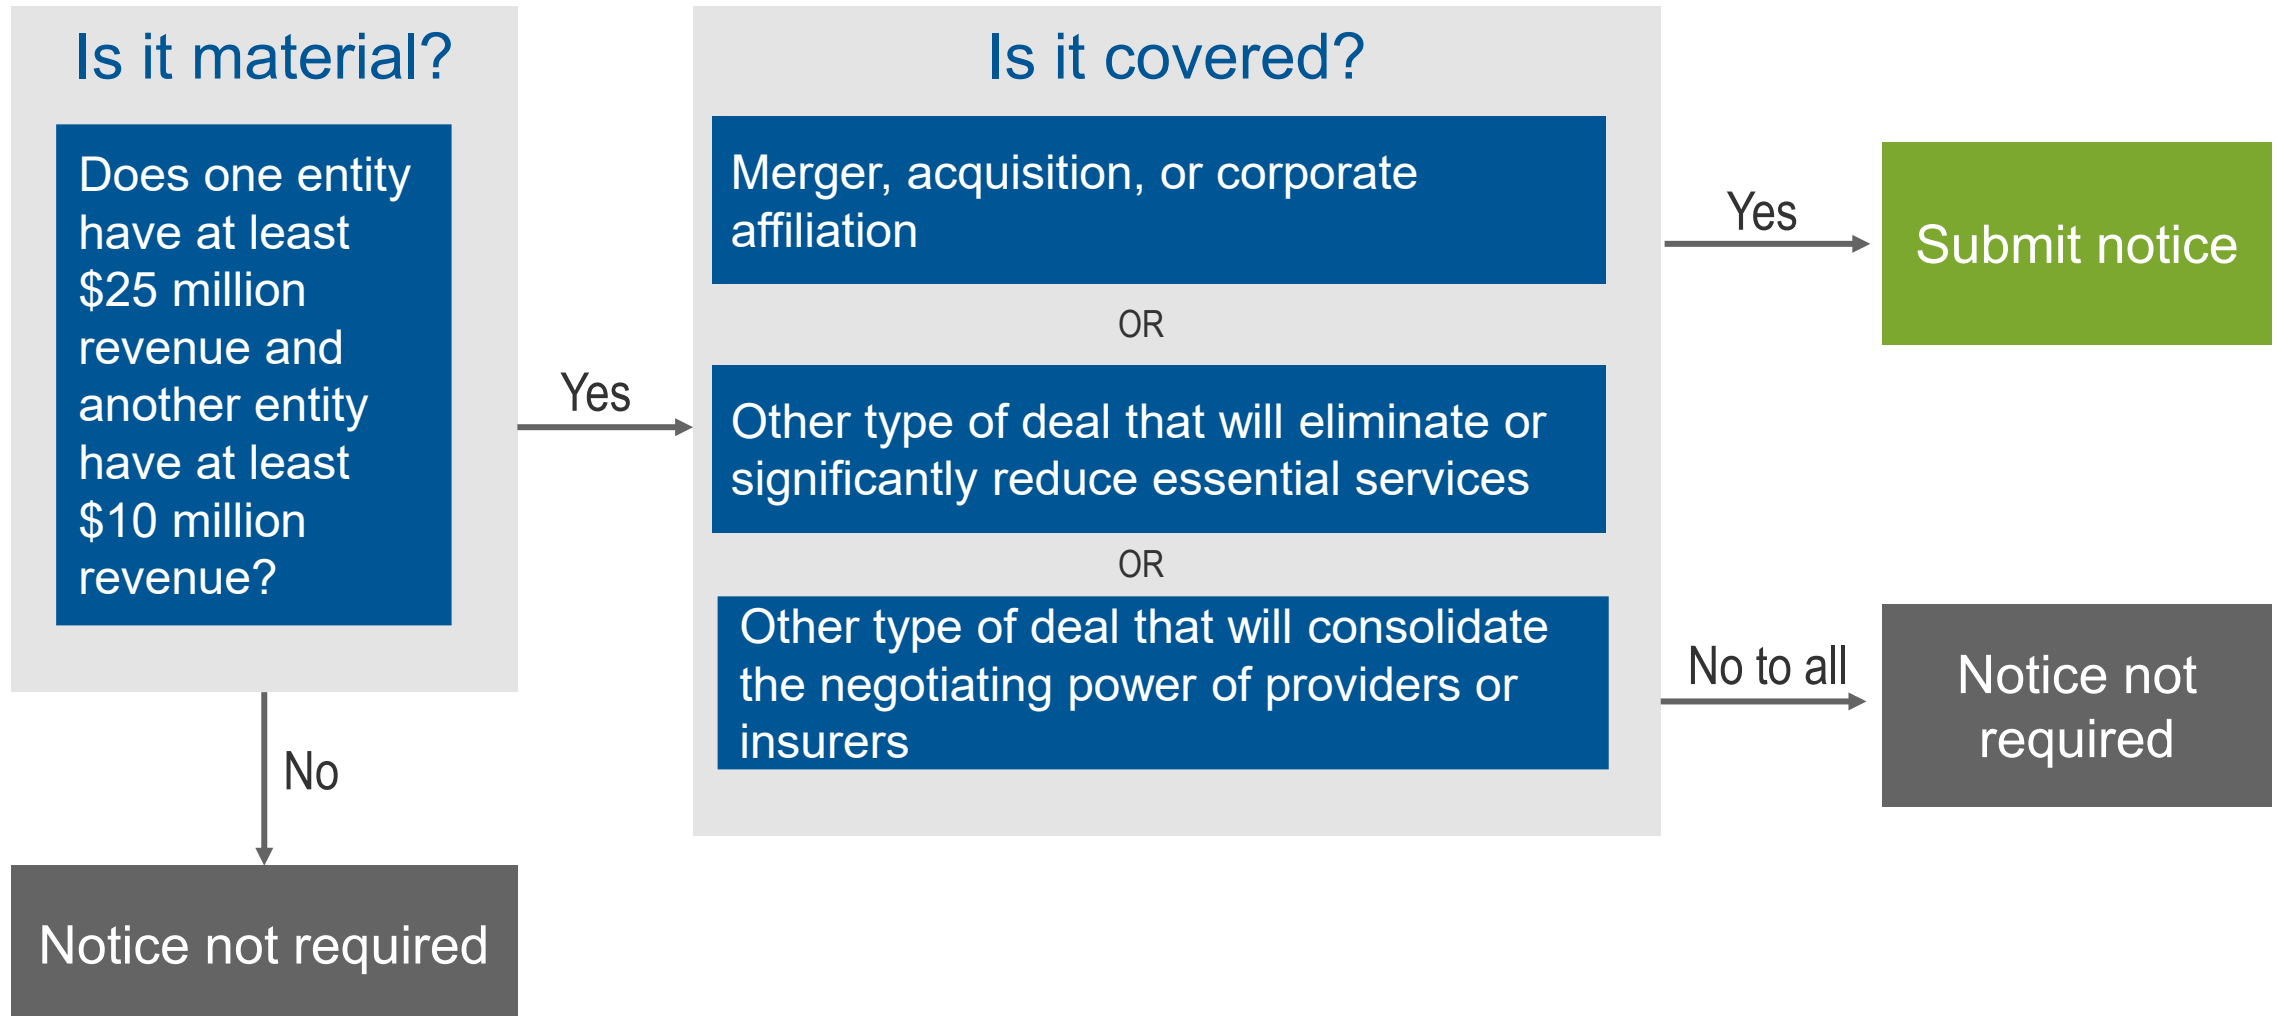 Is it material?
Does one entity
have at least
$25 million
revenue and
another entity
have at least
$10 million
revenue?
No
Notice not required
Yes
Is it covered?
Merger, acquisition, or corporate
affiliation
OR
Other type of deal that will eliminate or
significantly reduce essential services
OR
Other type of deal that will consolidate
the negotiating power of providers or
insurers
Yes
Submit notice
No to all
Notice not
required